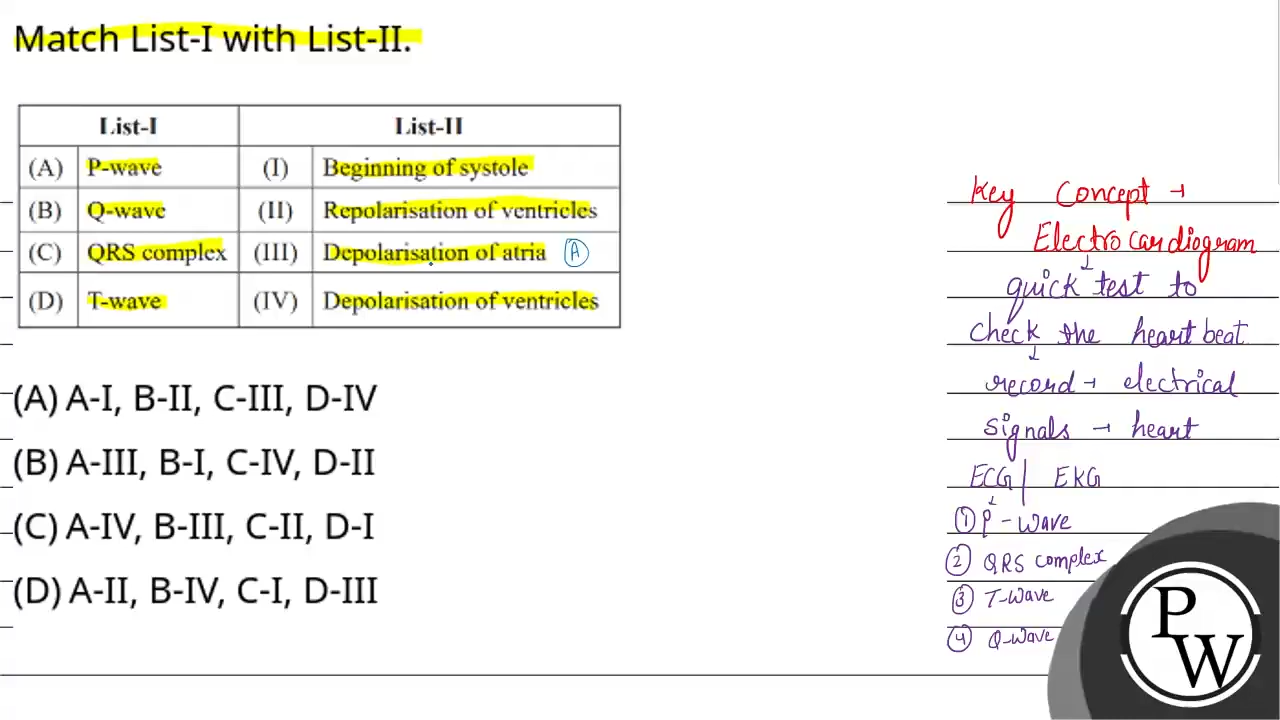 Match List-I with List-II.
List-I List-II
(A) P-wave (I) Beginning of systole
(B) Q-wave (II) Repolarisation of ventricles
(C) QRS complex (III) Depolarisation of atria A
(D) T-wave (IV) Depolarisation of ventricles
(A) A-I, B-II, C-III, D-IV
(B) A-III, B-I, C-IV, D-II
(C) A-IV, B-III, C-II, D-I
(D) A-II, B-IV, C-I, D-III
Key Concept →
Electrocardiogram
↓
quick test to
check the heart beat
↓
record → electrical
signals → heart
ECG | EKG
↓
① P-wave
② QRS complex
③ T-wave
④ Q-wave
P
W